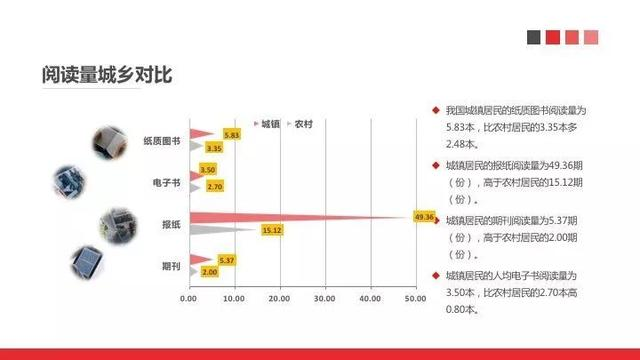 阅读量城乡对比
城镇 农村
纸质图书
5.83
3.35
电子书
3.50
2.70
报纸
49.36
15.12
期刊
5.37
2.00
0.00 10.00 20.00 30.00 40.00 50.00
我国城镇居民的纸质图书阅读量为
5.83本，比农村居民的3.35本多
2.48本。
城镇居民的报纸阅读量为49.36期
（份），高于农村居民的15.12期
（份）。
城镇居民的期刊阅读量为5.37期
（份），高于农村居民的2.00期
（份）。
城镇居民的人均电子书阅读量为
3.50本，比农村居民的2.70本高
0.80本。